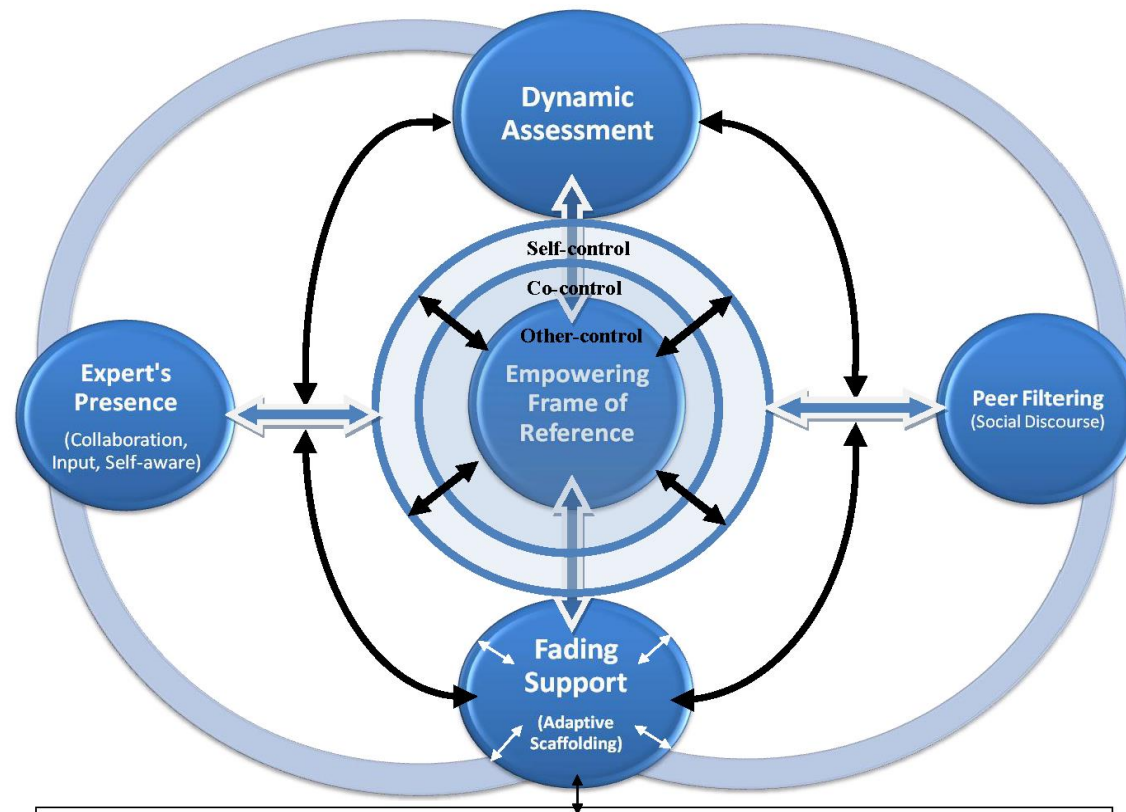 Dynamic
Assessment
Self-control
Co-control
Other-control
Empowering
Frame of
Reference
Expert's
Presence
(Collaboration,
Input, Self-aware)
Peer Filtering
(Social Discourse)
Fading
Support
(Adaptive
Scaffolding)